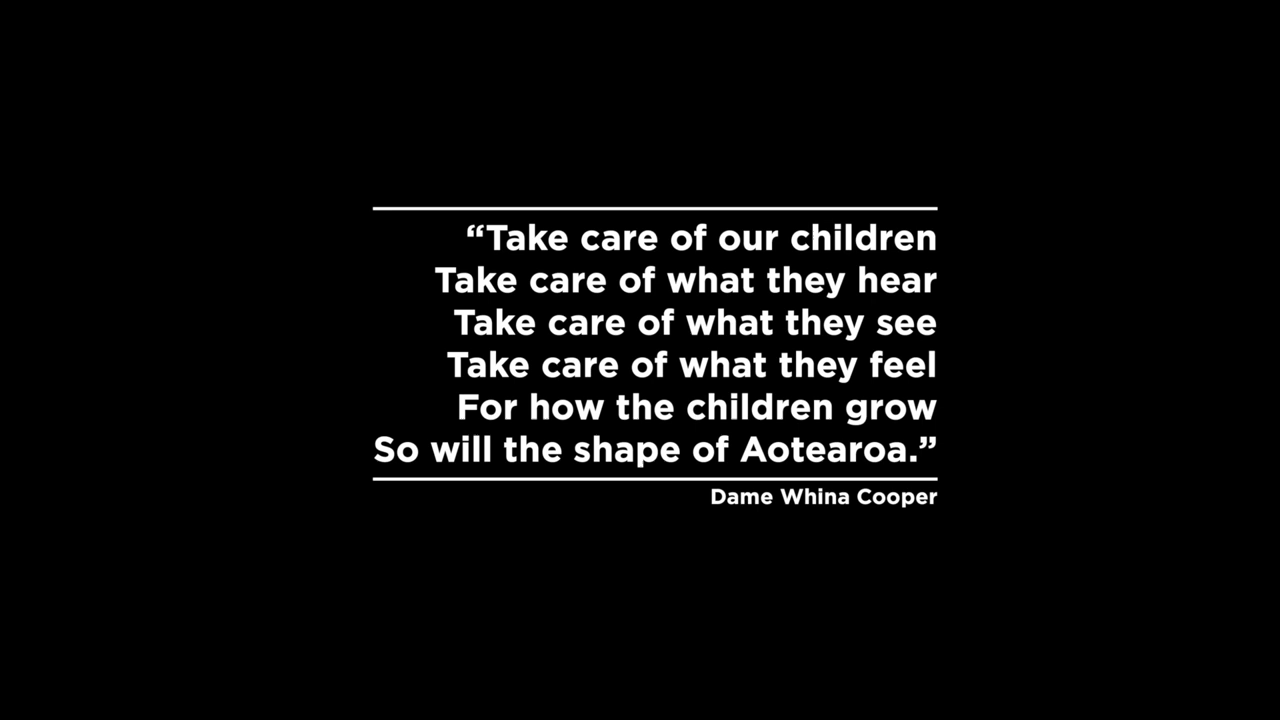 “Take care of our children
Take care of what they hear
Take care of what they see
Take care of what they feel
For how the children grow
So will the shape of Aotearoa.”
Dame Whina Cooper